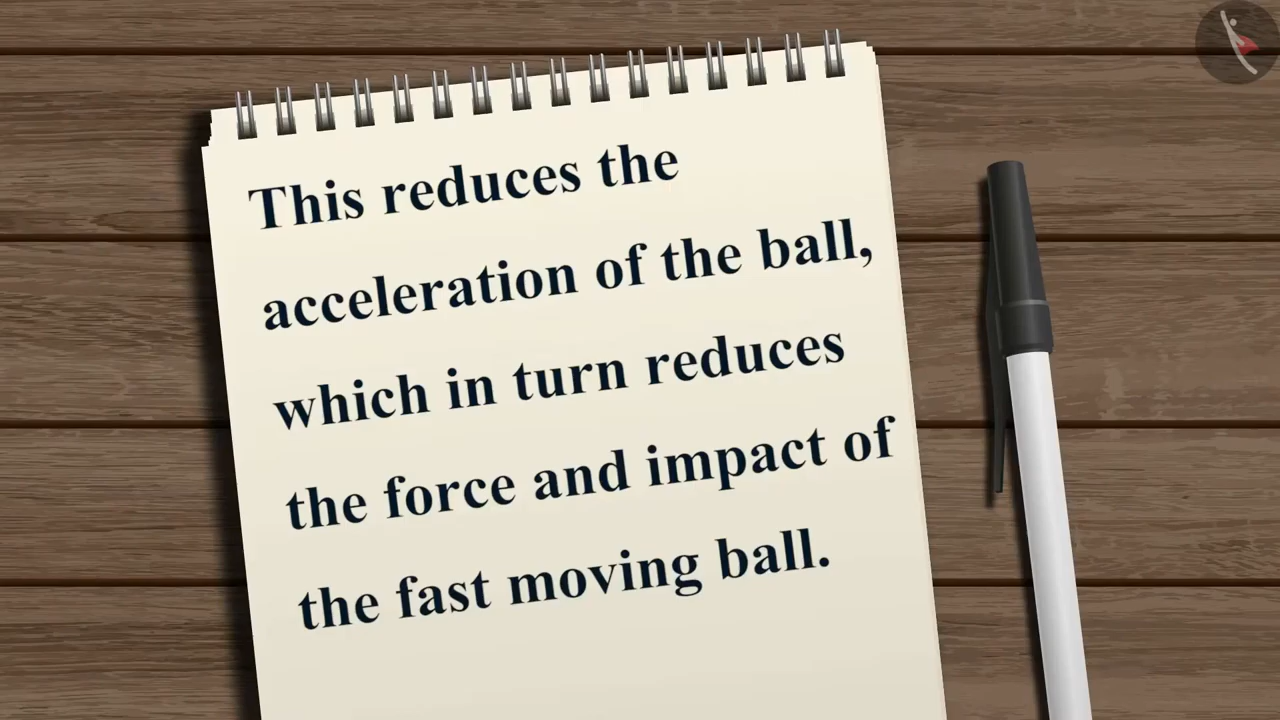 This reduces the
acceleration of the ball,
which in turn reduces
the force and impact of
the fast moving ball.